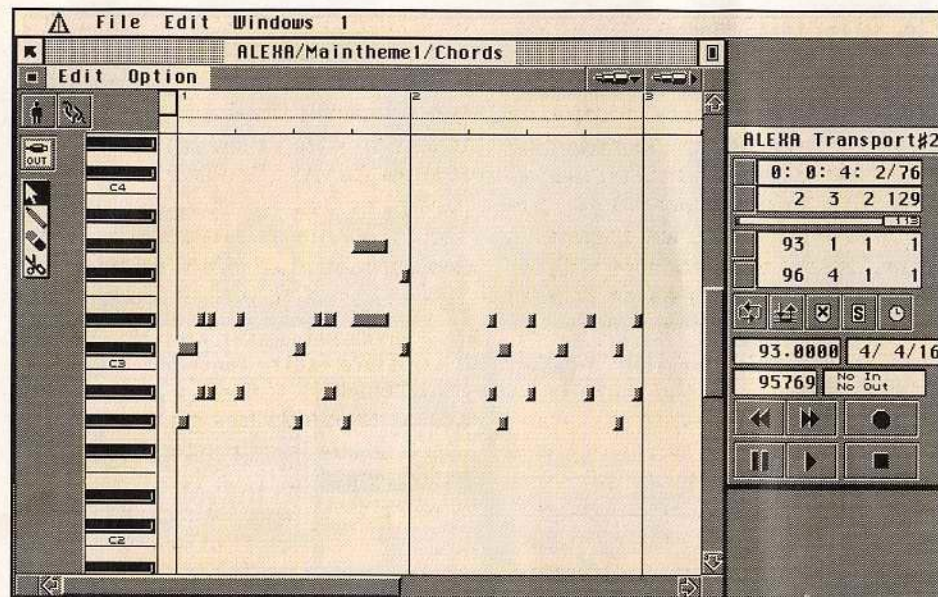 File Edit Windows 1
ALEXA/Maintheme1/Chords
Edit Option
1 2 3
OUT
C4
C3
C2
ALEXA Transport#2
0: 0: 4: 2/76
2 3 2 129
113
93 1 1 1
96 4 1 1
S
93.0000 4/ 4/16
95769 No In
No Out